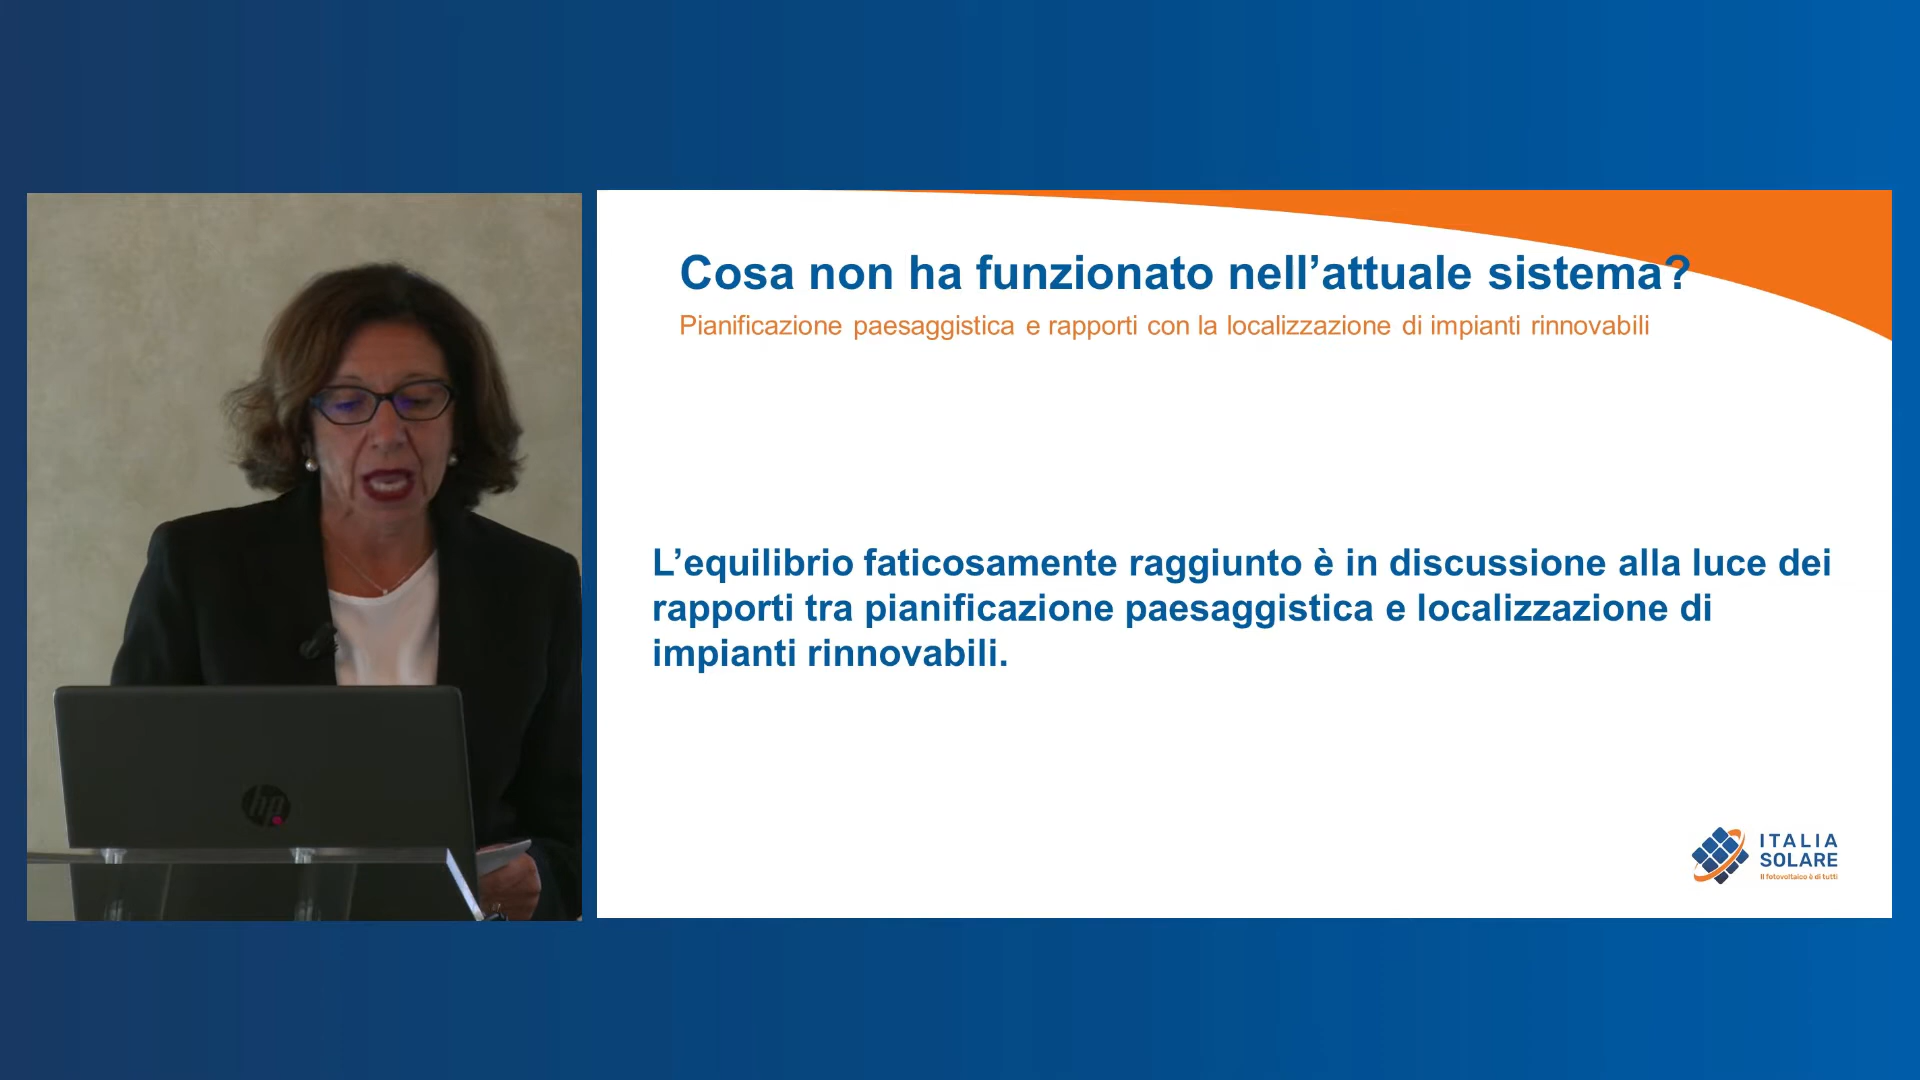 Cosa non ha funzionato nell’attuale sistema?
Pianificazione paesaggistica e rapporti con la localizzazione di impianti rinnovabili
L’equilibrio faticosamente raggiunto è in discussione alla luce dei
rapporti tra pianificazione paesaggistica e localizzazione di
impianti rinnovabili.
hp
ITALIA
SOLARE
Il fotovoltaico è di tutti